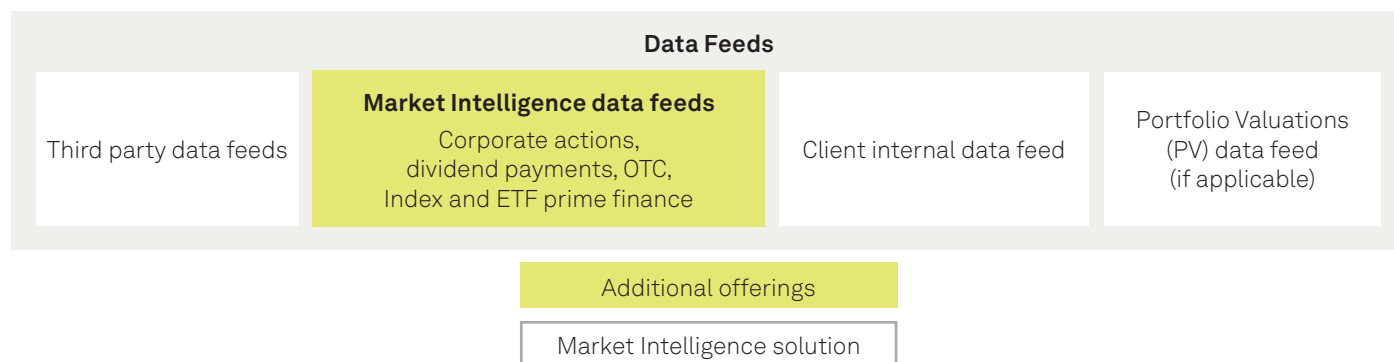 Data Feeds
Third party data feeds
Market Intelligence data feeds
Corporate actions,
dividend payments, OTC,
Index and ETF prime finance
Client internal data feed
Portfolio Valuations
(PV) data feed
(if applicable)
Additional offerings
Market Intelligence solution